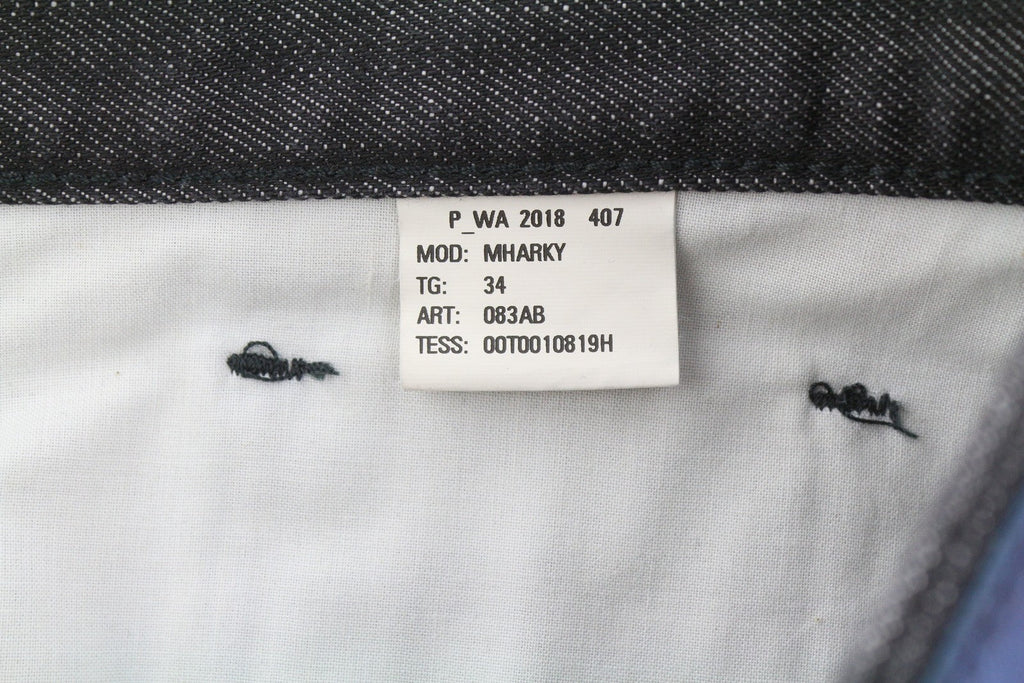 P_WA 2018 407
MOD: MHARKY
TG: 34
ART: 083AB
TESS: 00T0010819H